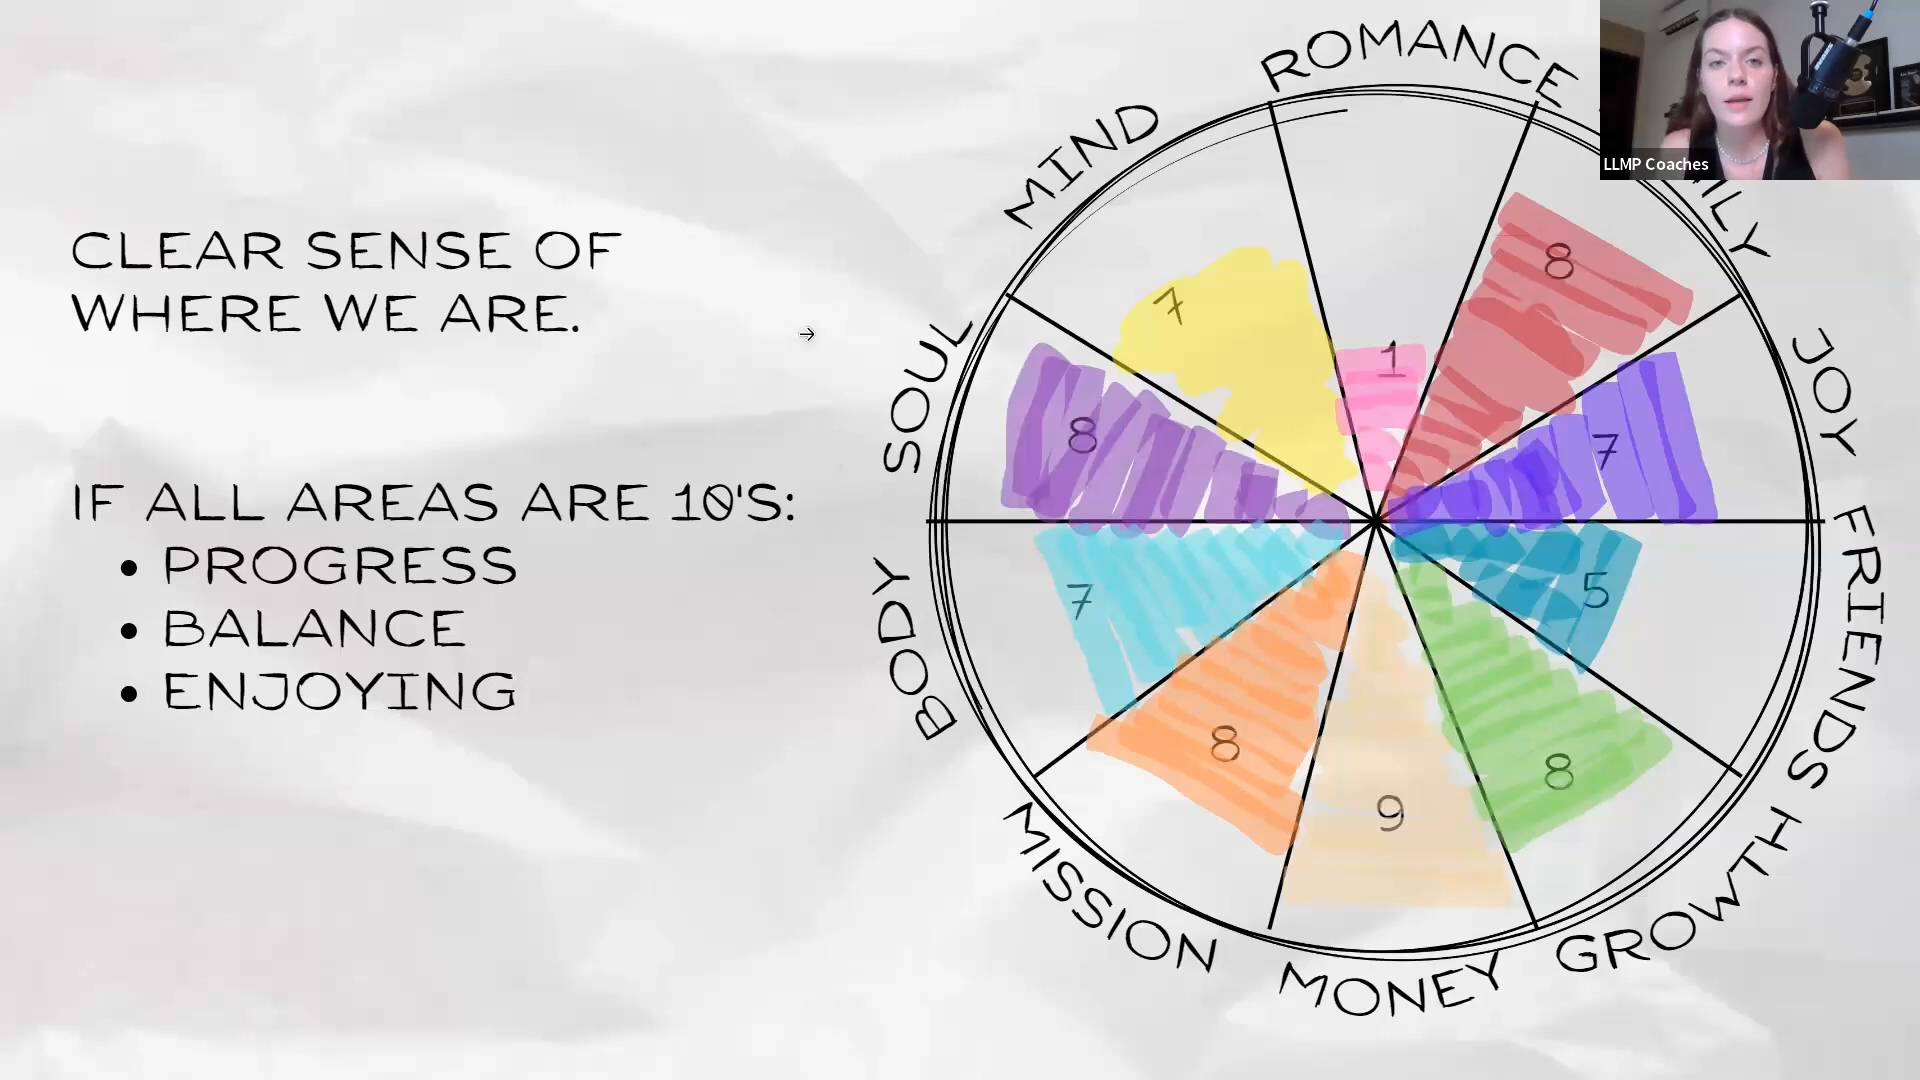 CLEAR SENSE OF
WHERE WE ARE.
IF ALL AREAS ARE 10'S:
PROGRESS
BALANCE
ENJOYING
ROMANCE
JOY
FRIENDS
GROWTH
MONEY
MISSION
BODY
SOUL
MIND
1
8
7
5
8
9
8
7
8
7
LLMP Coaches